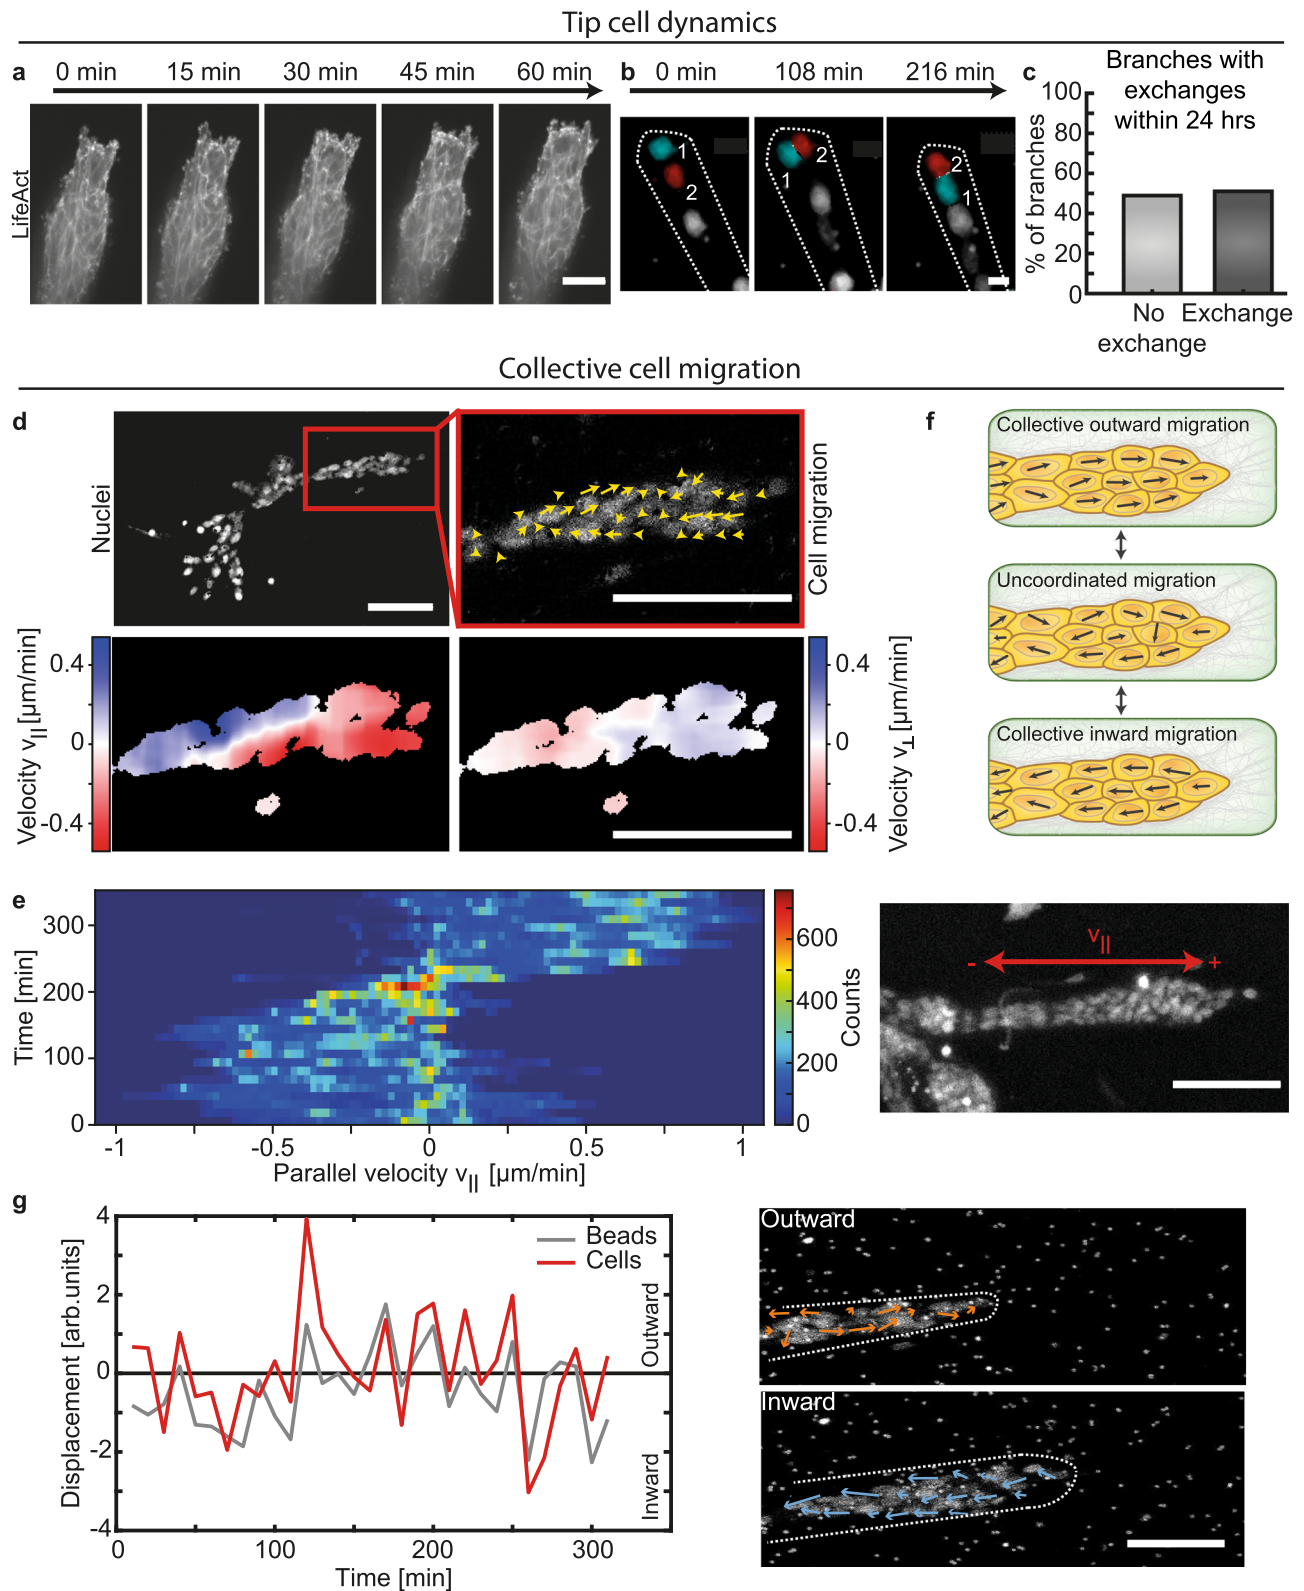 Tip cell dynamics
a
0 min
15 min
30 min
45 min
60 min
LifeAct
b
0 min
108 min
216 min
1
2
2
1
2
1
c
Branches with
exchanges
within 24 hrs
% of branches
100
80
60
40
20
0
No
exchange
Exchange
Collective cell migration
d
Nuclei
Cell migration
Velocity v|| [µm/min]
0.4
0
-0.4
0.4
0
-0.4
Velocity v⊥ [µm/min]
f
Collective outward migration
Uncoordinated migration
Collective inward migration
e
Time [min]
300
200
100
0
-1
-0.5
0
0.5
1
Parallel velocity v|| [µm/min]
600
400
200
0
Counts
v||
-
+
g
Displacement [arb.units]
4
2
0
-2
-4
Beads
Cells
Outward
Inward
0
100
200
300
Time [min]
Outward
Inward